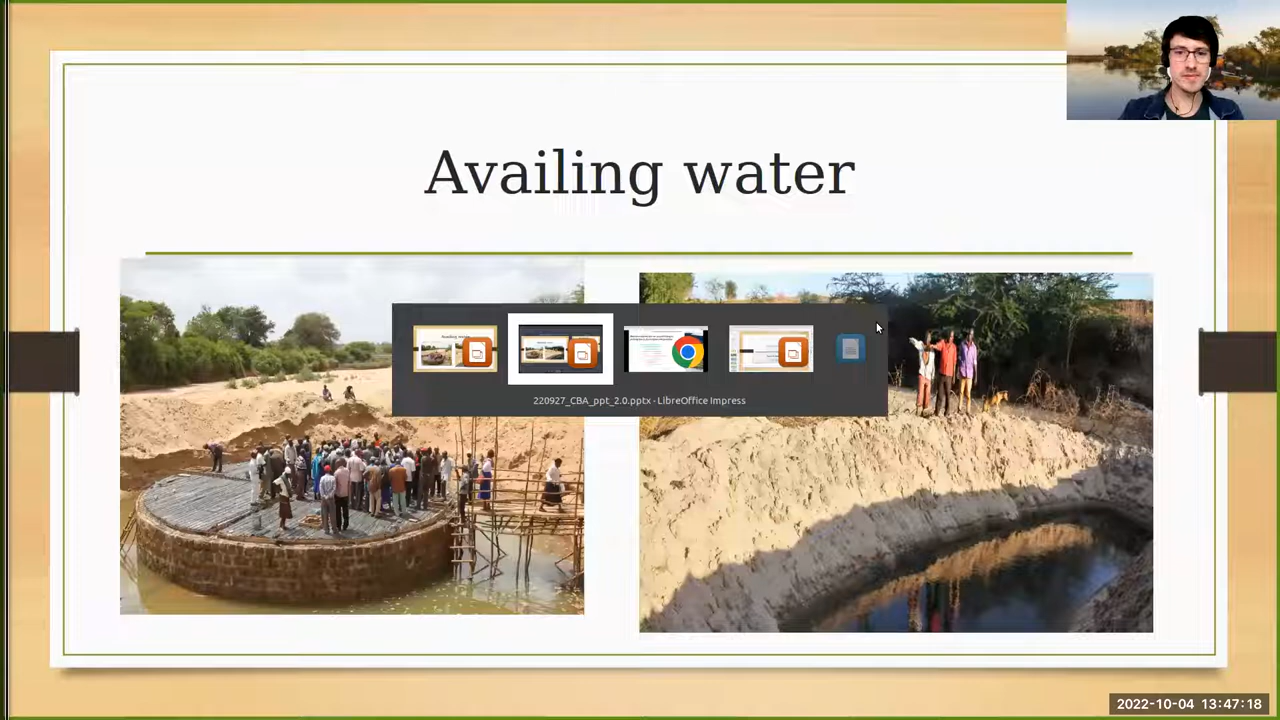 Availing water
220927_CBA_ppt_2.0.pptx - LibreOffice Impress
2022-10-04 13:47:18